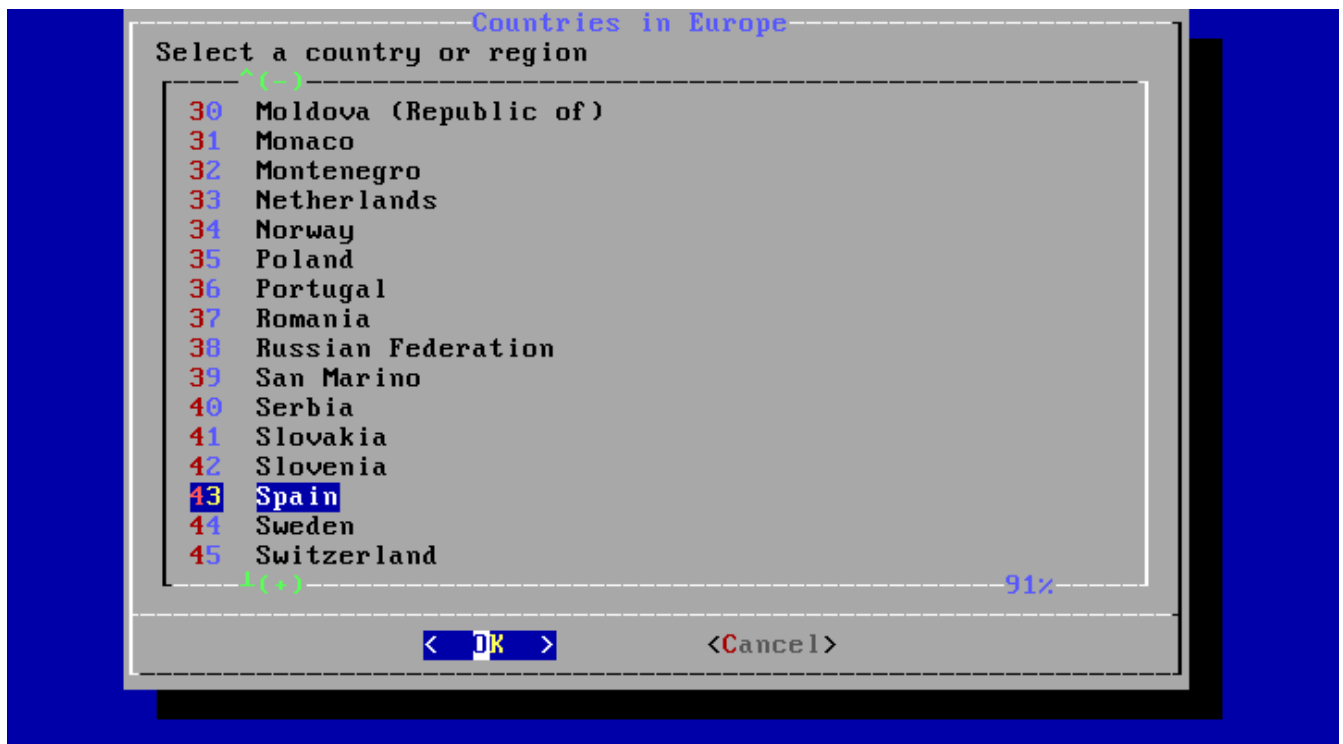 Countries in Europe
Select a country or region
^(-)
30 Moldova (Republic of)
31 Monaco
32 Montenegro
33 Netherlands
34 Norway
35 Poland
36 Portugal
37 Romania
38 Russian Federation
39 San Marino
40 Serbia
41 Slovakia
42 Slovenia
43 Spain
44 Sweden
45 Switzerland
┴(+) 91%
< OK > <Cancel>